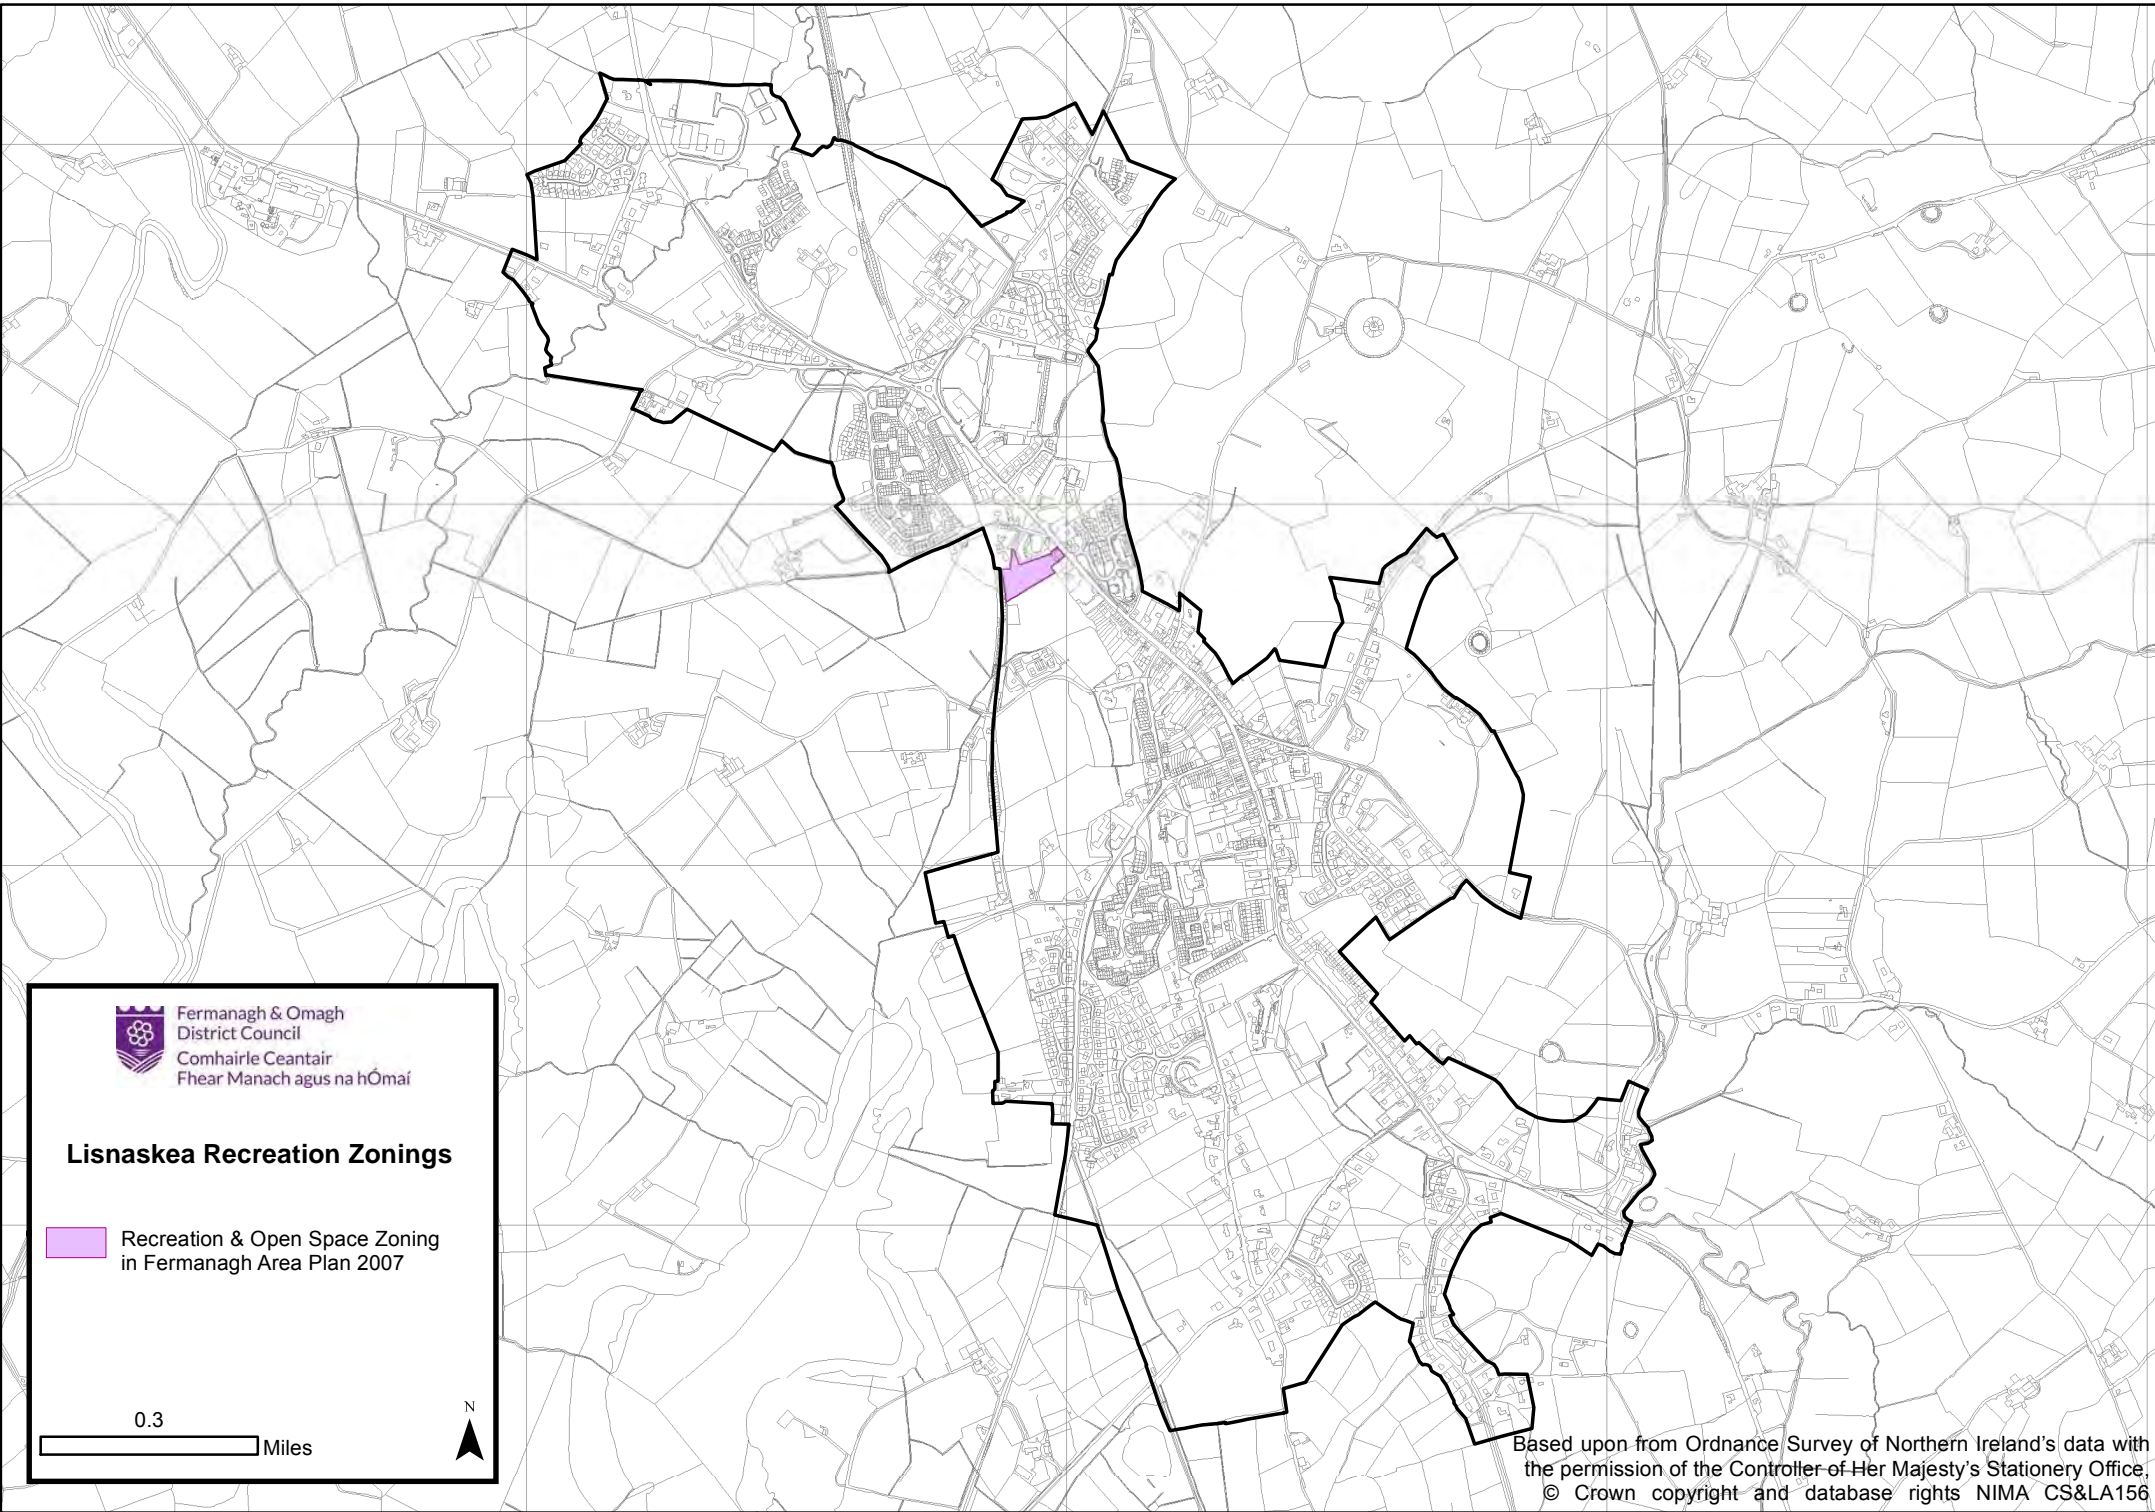 Fermanagh & Omagh
District Council
Comhairle Ceantair
Fhear Manach agus na hÓmaí
Lisnaskea Recreation Zonings
Recreation & Open Space Zoning
in Fermanagh Area Plan 2007
0.3
Miles
N
Based upon from Ordnance Survey of Northern Ireland's data with
the permission of the Controller of Her Majesty's Stationery Office,
© Crown copyright and database rights NIMA CS&LA156